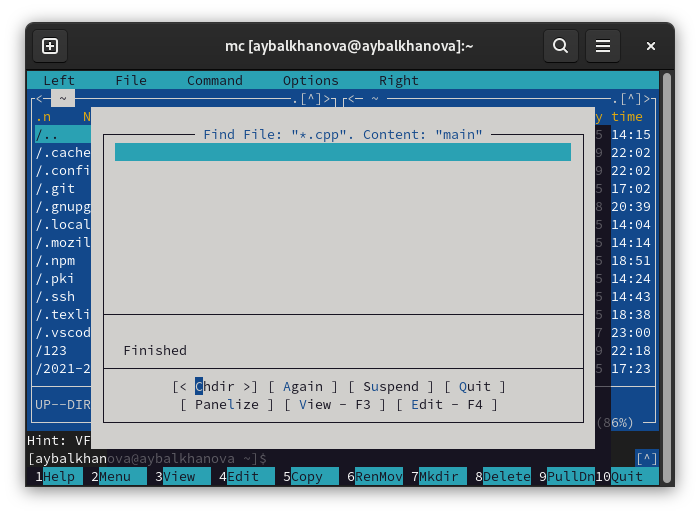 mc [aybalkhanova@aybalkhanova]:~
Left File Command Options Right
<─ ~ .[^]> <─ ~ .[^]>
.n N y time
/.. 5 14:15
/.cache 9 22:02
/.confi 9 22:02
/.git 5 17:02
/.gnupg 8 20:39
/.local 5 14:04
/.mozil 5 14:14
/.npm 5 18:51
/.pki 5 14:24
/.ssh 5 14:43
/.texli 5 18:38
/.vscod 7 23:00
/123 9 22:18
/2021-2 5 17:23
Find File: "*.cpp". Content: "main"
Finished
[< Chdir >] [ Again ] [ Suspend ] [ Quit ]
[ Panelize ] [ View - F3 ] [ Edit - F4 ]
UP--DIR (86%)
Hint: VF
[aybalkhanova@aybalkhanova ~]$ [^]
1Help 2Menu 3View 4Edit 5Copy 6RenMov 7Mkdir 8Delete 9PullDn 10Quit